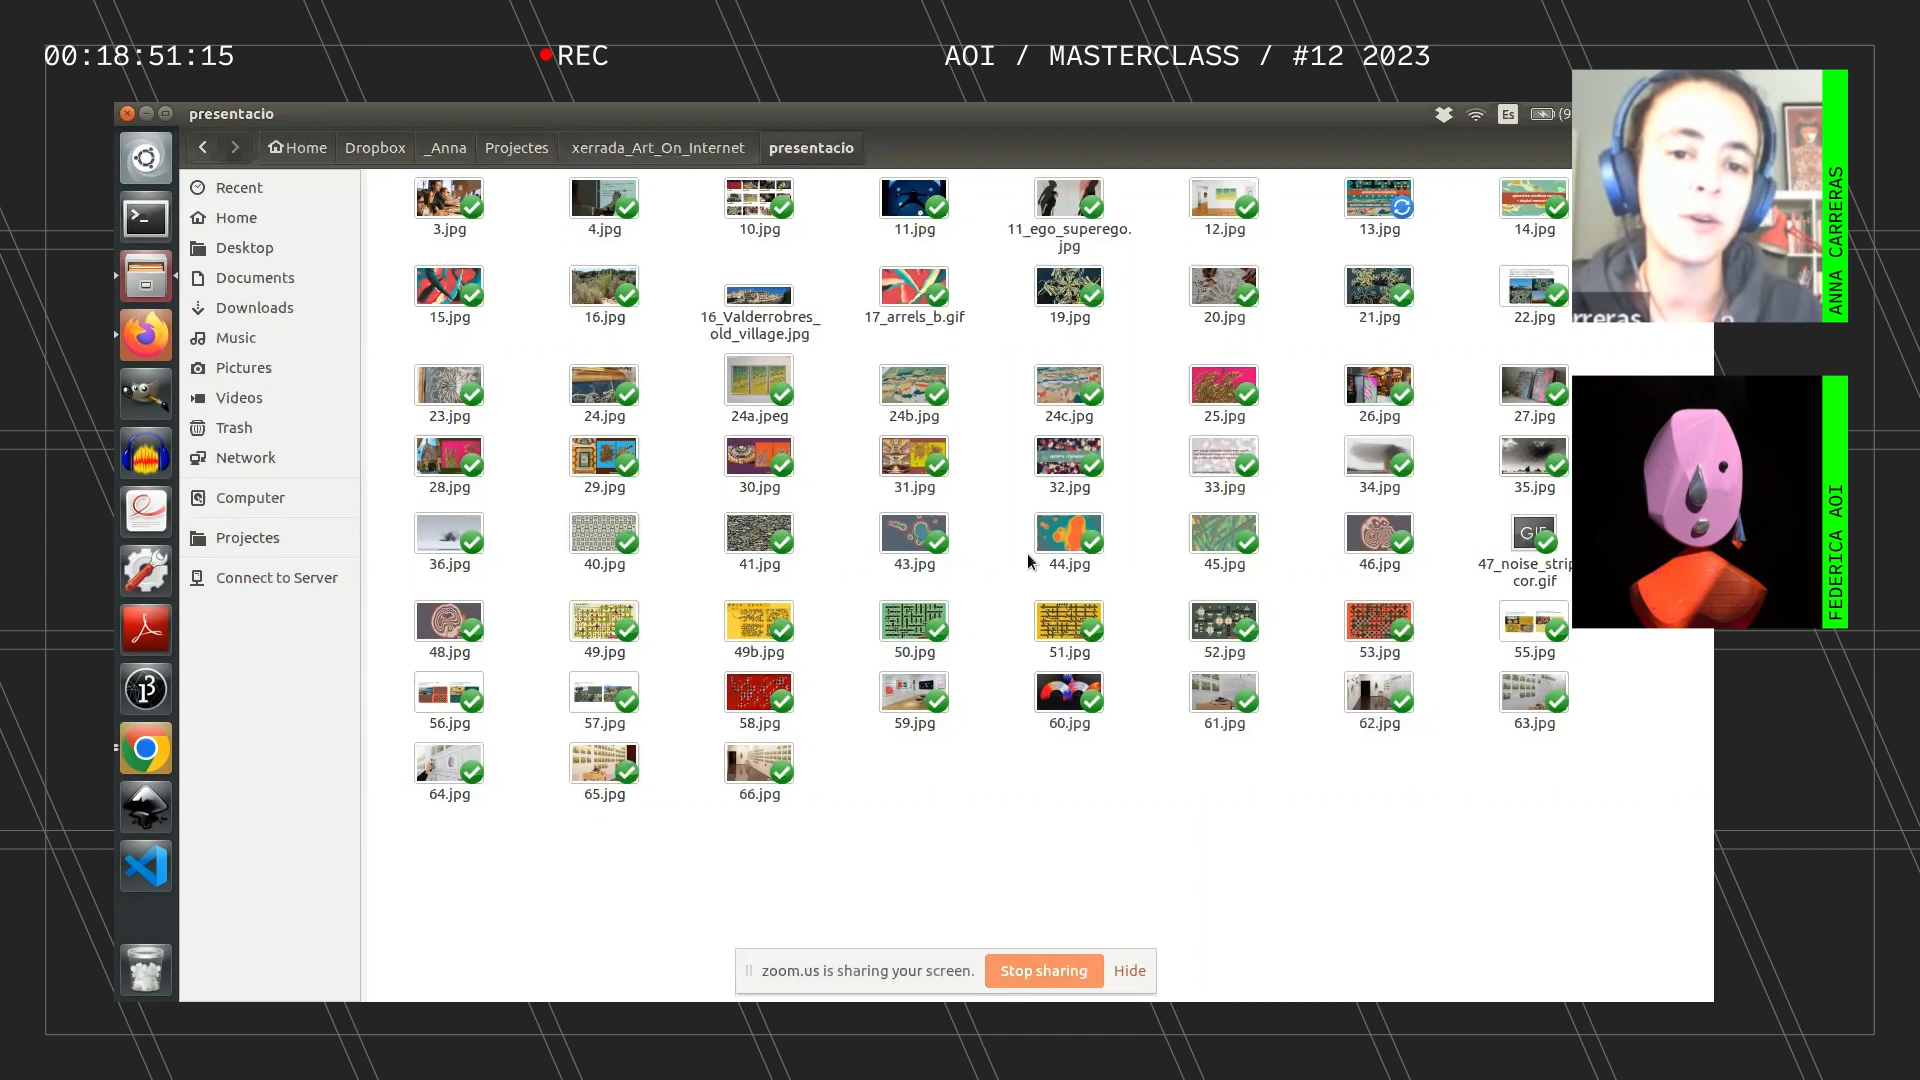 00:18:51:15
REC
AOI / MASTERCLASS / #12 2023
presentacio
Es
(9
Home
Dropbox
_Anna
Projectes
xerrada_Art_On_Internet
presentacio
Recent
Home
Desktop
Documents
Downloads
Music
Pictures
Videos
Trash
Network
Computer
Projectes
Connect to Server
3.jpg
4.jpg
10.jpg
11.jpg
11_ego_superego.
jpg
12.jpg
13.jpg
14.jpg
15.jpg
16.jpg
16_Valderrobres_
old_village.jpg
17_arrels_b.gif
19.jpg
20.jpg
21.jpg
22.jpg
23.jpg
24.jpg
24a.jpeg
24b.jpg
24c.jpg
25.jpg
26.jpg
27.jpg
28.jpg
29.jpg
30.jpg
31.jpg
32.jpg
33.jpg
34.jpg
35.jpg
36.jpg
40.jpg
41.jpg
43.jpg
44.jpg
45.jpg
46.jpg
GIF
47_noise_strip
cor.gif
48.jpg
49.jpg
49b.jpg
50.jpg
51.jpg
52.jpg
53.jpg
55.jpg
56.jpg
57.jpg
58.jpg
59.jpg
60.jpg
61.jpg
62.jpg
63.jpg
64.jpg
65.jpg
66.jpg
zoom.us is sharing your screen.
Stop sharing
Hide
ANNA CARRERAS
rreras
FEDERICA AOI